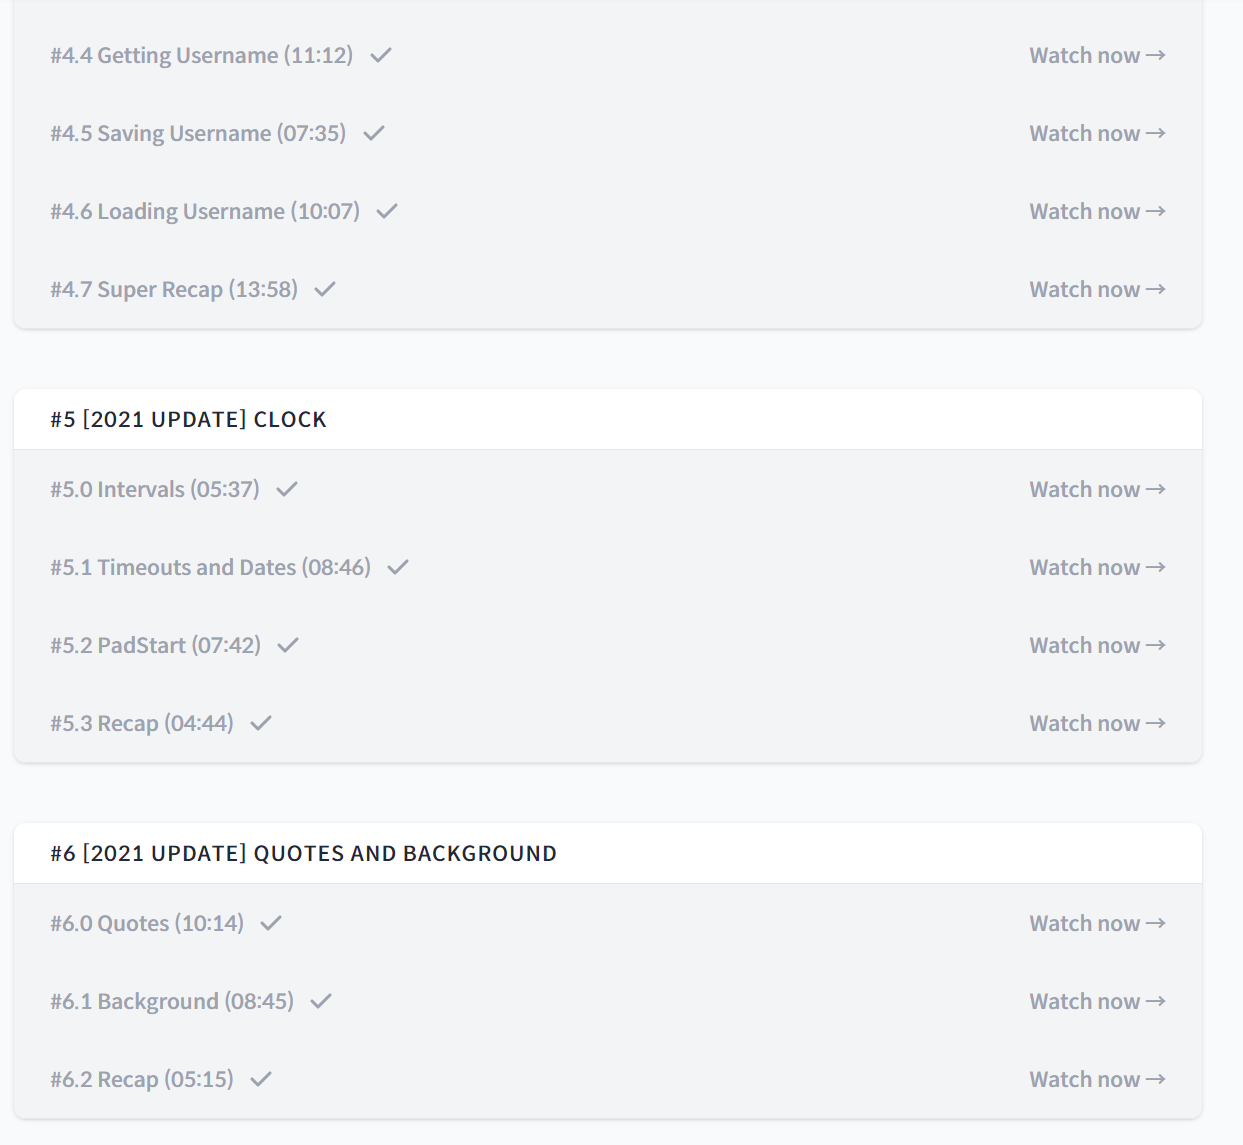 #4.4 Getting Username (11:12) ✓ Watch now →
#4.5 Saving Username (07:35) ✓ Watch now →
#4.6 Loading Username (10:07) ✓ Watch now →
#4.7 Super Recap (13:58) ✓ Watch now →
#5 [2021 UPDATE] CLOCK
#5.0 Intervals (05:37) ✓ Watch now →
#5.1 Timeouts and Dates (08:46) ✓ Watch now →
#5.2 PadStart (07:42) ✓ Watch now →
#5.3 Recap (04:44) ✓ Watch now →
#6 [2021 UPDATE] QUOTES AND BACKGROUND
#6.0 Quotes (10:14) ✓ Watch now →
#6.1 Background (08:45) ✓ Watch now →
#6.2 Recap (05:15) ✓ Watch now →